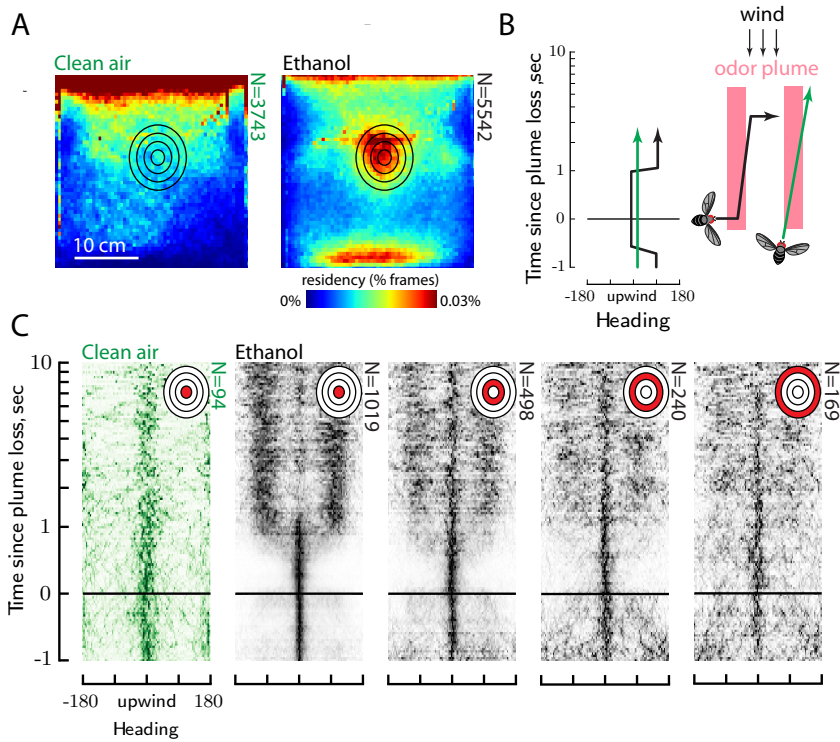 A
Clean air
N=3743
10 cm
Ethanol
N=5542
residency (% frames)
0%
0.03%
B
Time since plume loss ,sec
10
1
0
-1
-180
upwind
180
Heading
wind
odor plume
C
Clean air
Ethanol
Time since plume loss, sec
10
1
0
-1
N=94
N=1019
N=498
N=240
N=169
-180
upwind
180
Heading